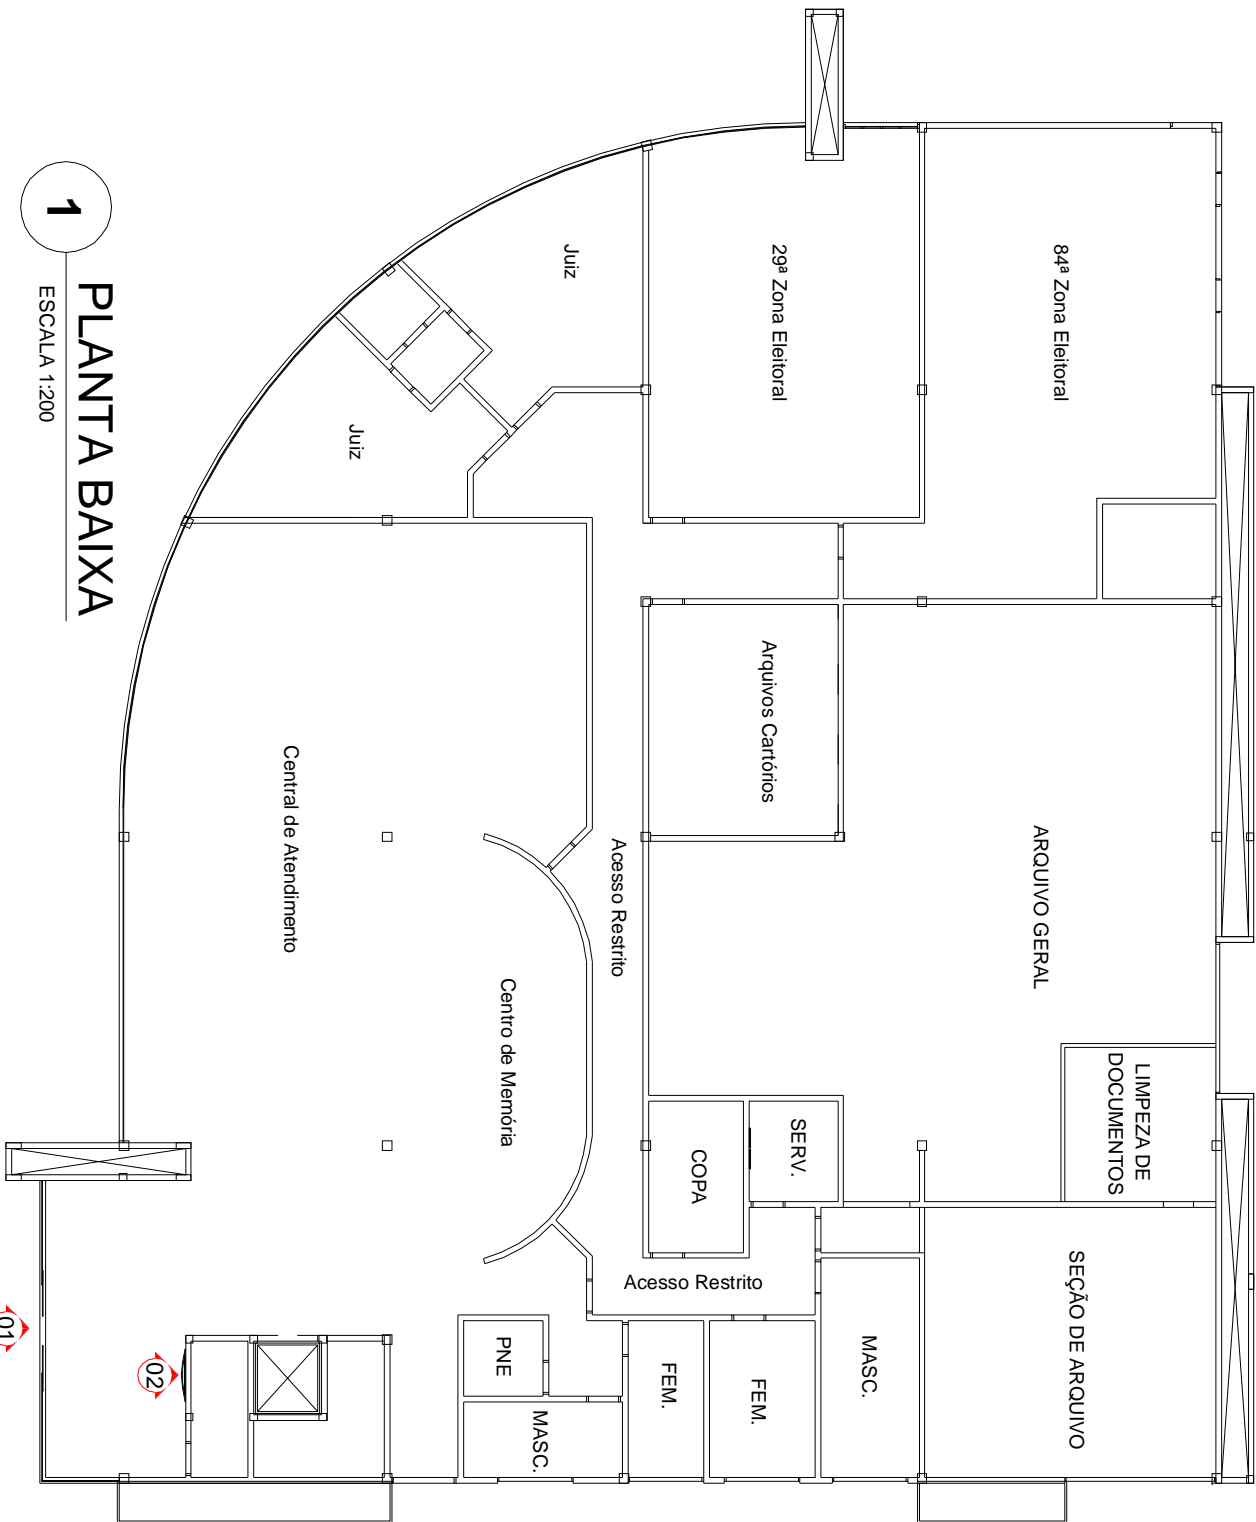 84ª Zona Eleitoral
29ª Zona Eleitoral
Juiz
Juiz
Arquivos Cartórios
ARQUIVO GERAL
Central de Atendimento
Acesso Restrito
Centro de Memória
LIMPEZA DE
DOCUMENTOS
SERV.
COPA
SEÇÃO DE ARQUIVO
Acesso Restrito
MASC.
FEM.
FEM.
PNE
MASC.
02
01
1
PLANTA BAIXA
ESCALA 1:200